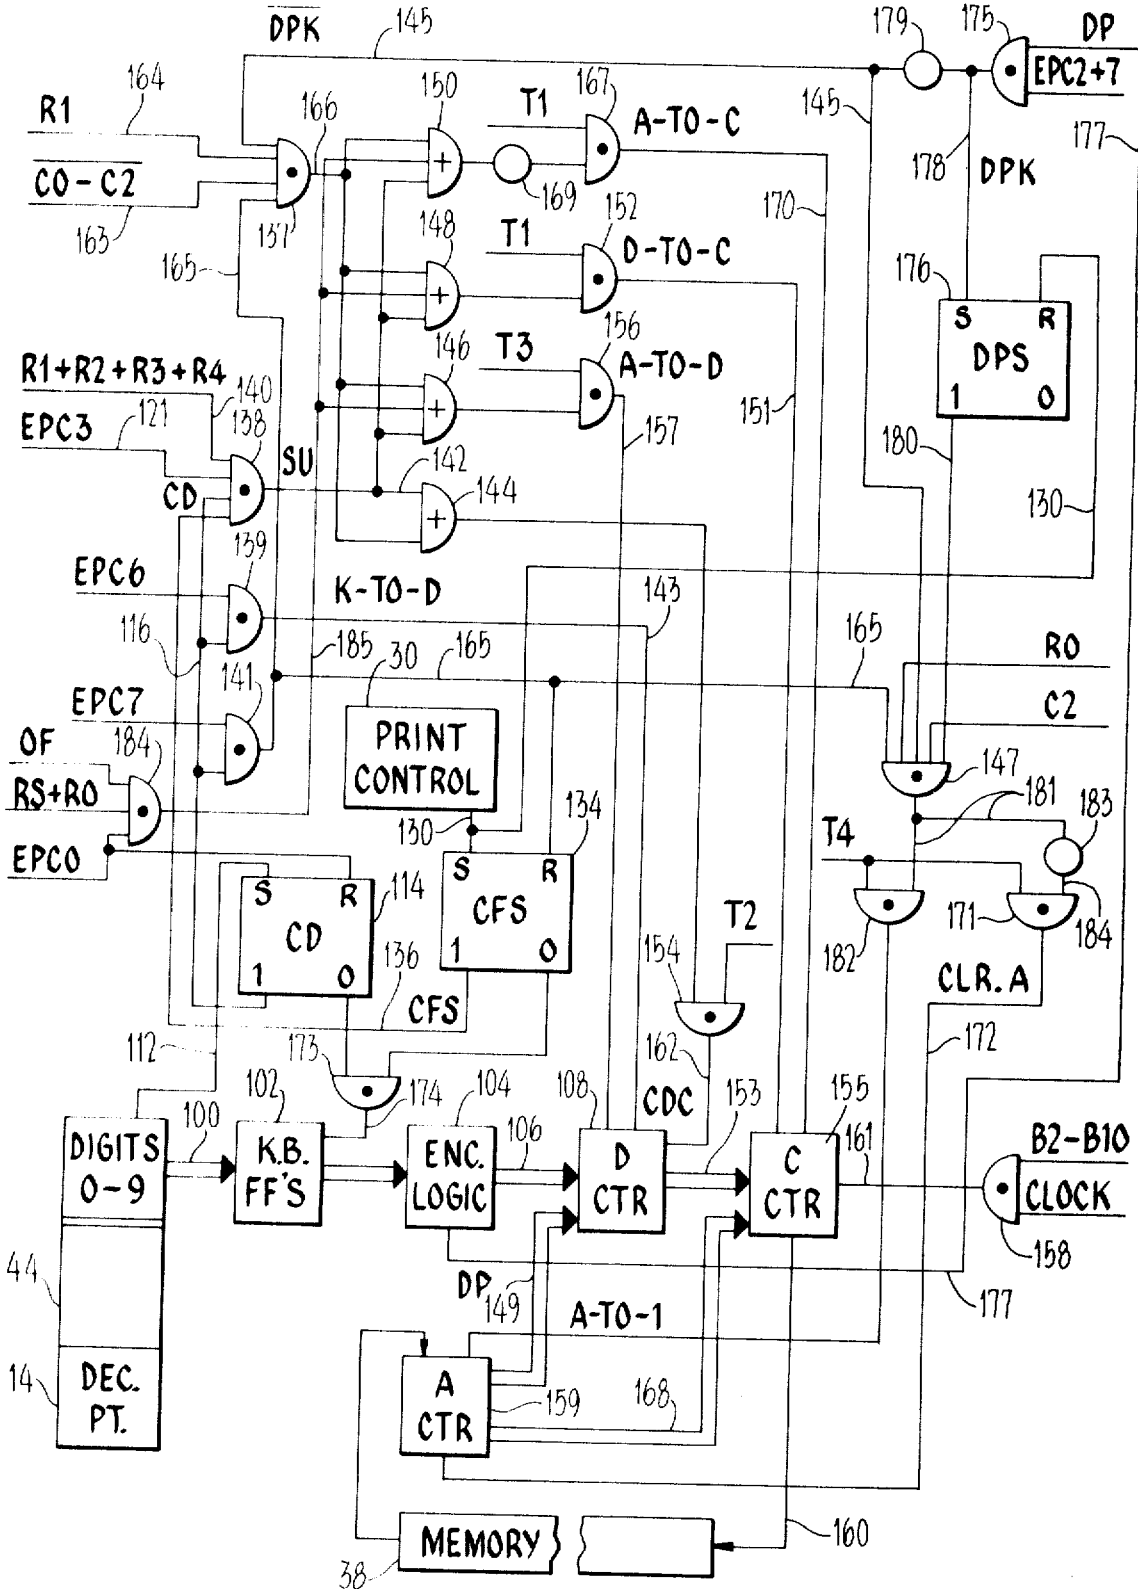 DPK 145 179 175 DP
EPC2+7
164 150 167
R1 166 T1 A-TO-C 145 177
CO-C2
178 DPK
163 137 169 170
148 152
165 T1 D-TO-C 176
S R
146 156 DPS
R1+R2+R3+R4 T3 A-TO-D 1 0
140
EPC3 121 138 151
157 180
SU 142 144
CD 130
139
EPC6 K-TO-D 143
116 185 30 165 165 R0
141
EPC7 C2
OF 184 PRINT
CONTROL 147
RS+R0 181 183
130 134 T4
EPC0 S R
S R 114 CFS 171 184
CD T2 182
1 0 136 1 0 154
CFS CLR.A
112 173 162 172
102 104 108 CDC 153 155
100 174 161
DIGITS
0-9 K.B.
FF'S ENC.
LOGIC 106 D
CTR C
CTR B2-B10
CLOCK
158
44 DP 149 A-TO-1 177
14 DEC.
PT. A
CTR 159 168
160
MEMORY
38